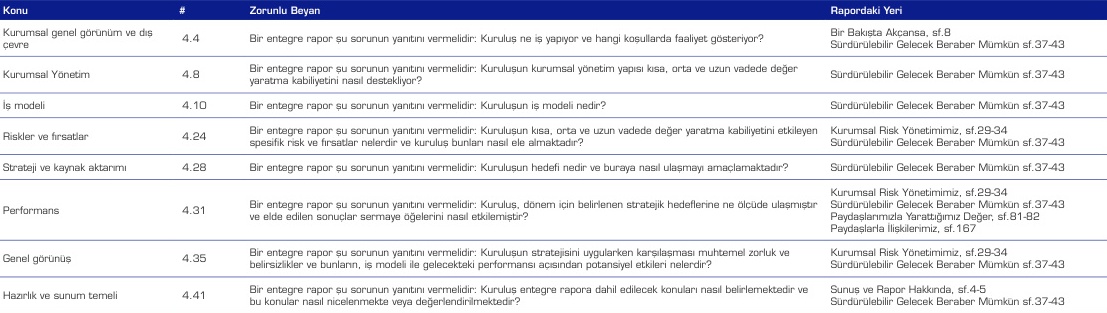 Konu # Zorunlu Beyan Rapordaki Yeri
Kurumsal genel görünüm ve dış
çevre
4.4
Bir entegre rapor şu sorunun yanıtını vermelidir: Kuruluş ne iş yapıyor ve hangi koşullarda faaliyet gösteriyor?
Bir Bakışta Akçansa, sf.8
Sürdürülebilir Gelecek Beraber Mümkün sf.37-43
Kurumsal Yönetim
4.8
Bir entegre rapor şu sorunun yanıtını vermelidir: Kuruluşun kurumsal yönetim yapısı kısa, orta ve uzun vadede değer
yaratma kabiliyetini nasıl destekliyor?
Sürdürülebilir Gelecek Beraber Mümkün sf.37-43
İş modeli
4.10
Bir entegre rapor şu sorunun yanıtını vermelidir: Kuruluşun iş modeli nedir?
Sürdürülebilir Gelecek Beraber Mümkün sf.37-43
Riskler ve fırsatlar
4.24
Bir entegre rapor şu sorunun yanıtını vermelidir: Kuruluşun kısa, orta ve uzun vadede değer yaratma kabiliyetini etkileyen
spesifik risk ve fırsatlar nelerdir ve kuruluş bunları nasıl ele almaktadır?
Kurumsal Risk Yönetimimiz, sf.29-34
Sürdürülebilir Gelecek Beraber Mümkün sf.37-43
Strateji ve kaynak aktarımı
4.28
Bir entegre rapor şu sorunun yanıtını vermelidir: Kuruluşun hedefi nedir ve buraya nasıl ulaşmayı amaçlamaktadır?
Sürdürülebilir Gelecek Beraber Mümkün sf.37-43
Performans
4.31
Bir entegre rapor şu sorunun yanıtını vermelidir: Kuruluş, dönem için belirlenen stratejik hedeflerine ne ölçüde ulaşmıştır
ve elde edilen sonuçlar sermaye öğelerini nasıl etkilemiştir?
Kurumsal Risk Yönetimimiz, sf.29-34
Sürdürülebilir Gelecek Beraber Mümkün sf.37-43
Paydaşlarımızla Yarattığımız Değer, sf.81-82
Paydaşlarla İlişkilerimiz, sf.167
Genel görünüş
4.35
Bir entegre rapor şu sorunun yanıtını vermelidir: Kuruluşun stratejisini uygularken karşılaşması muhtemel zorluk ve
belirsizlikler ve bunların, iş modeli ile gelecekteki performansı açısından potansiyel etkileri nelerdir?
Kurumsal Risk Yönetimimiz, sf.29-34
Sürdürülebilir Gelecek Beraber Mümkün sf.37-43
Hazırlık ve sunum temeli
4.41
Bir entegre rapor şu sorunun yanıtını vermelidir: Kuruluş entegre rapora dahil edilecek konuları nasıl belirlemektedir ve
bu konular nasıl nicelenmekte veya değerlendirilmektedir?
Sunuş ve Rapor Hakkında, sf.4-5
Sürdürülebilir Gelecek Beraber Mümkün sf.37-43